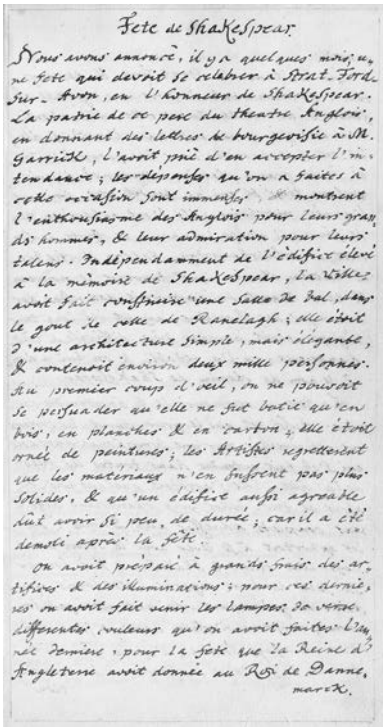 Fete de Shakespear.
Nous avons annoncé, il y a quelques mois, u-
ne fete qui devoit se celebrer à Strat-Ford
Sur-Avon, en l'honneur de Shakespear.
La patrie de ce pere du theatre Anglois,
en donnant des lettres de bourgeoisie à M.
Garrick, l'avoit prié d'en accepter l'in-
tendance; les depenses qu'on a faites à
cette occasion sont immenses, & montrent
l'enthousiasme des Anglois pour leurs gran
ds hommes, & leur admiration pour leurs
talens. Indépendamment de l'édifice élevé
à la mémoire de Shakespear, la Ville
avoit fait construire une Salle de bal, dans
le gout de celle de Ranelagh; elle étoit
d'une architecture simple, mais élégante,
& contenoit environ deux mille personnes.
Au premier coup d'oeil, on ne pouvoit
se persuader qu'elle ne fut batie qu'en
bois, en planches & en carton; elle étoit
ornée de peintures; les Artistes regretterent
que les matériaux n'en fussent pas plus
solides, & qu'un édifice aussi agreable
dût avoir si peu de durée; car il a été
demoli après la fête.
On avoit préparé à grands frais des ar-
tifices & des illuminations; pour ces dernie-
res on avoit fait venir les lampes de verre
differentes couleurs qu'on avoit faites l'an-
née derniere, pour la fete que la Reine d'
Angleterre avoit donnée au Roi de Danne-
marck.